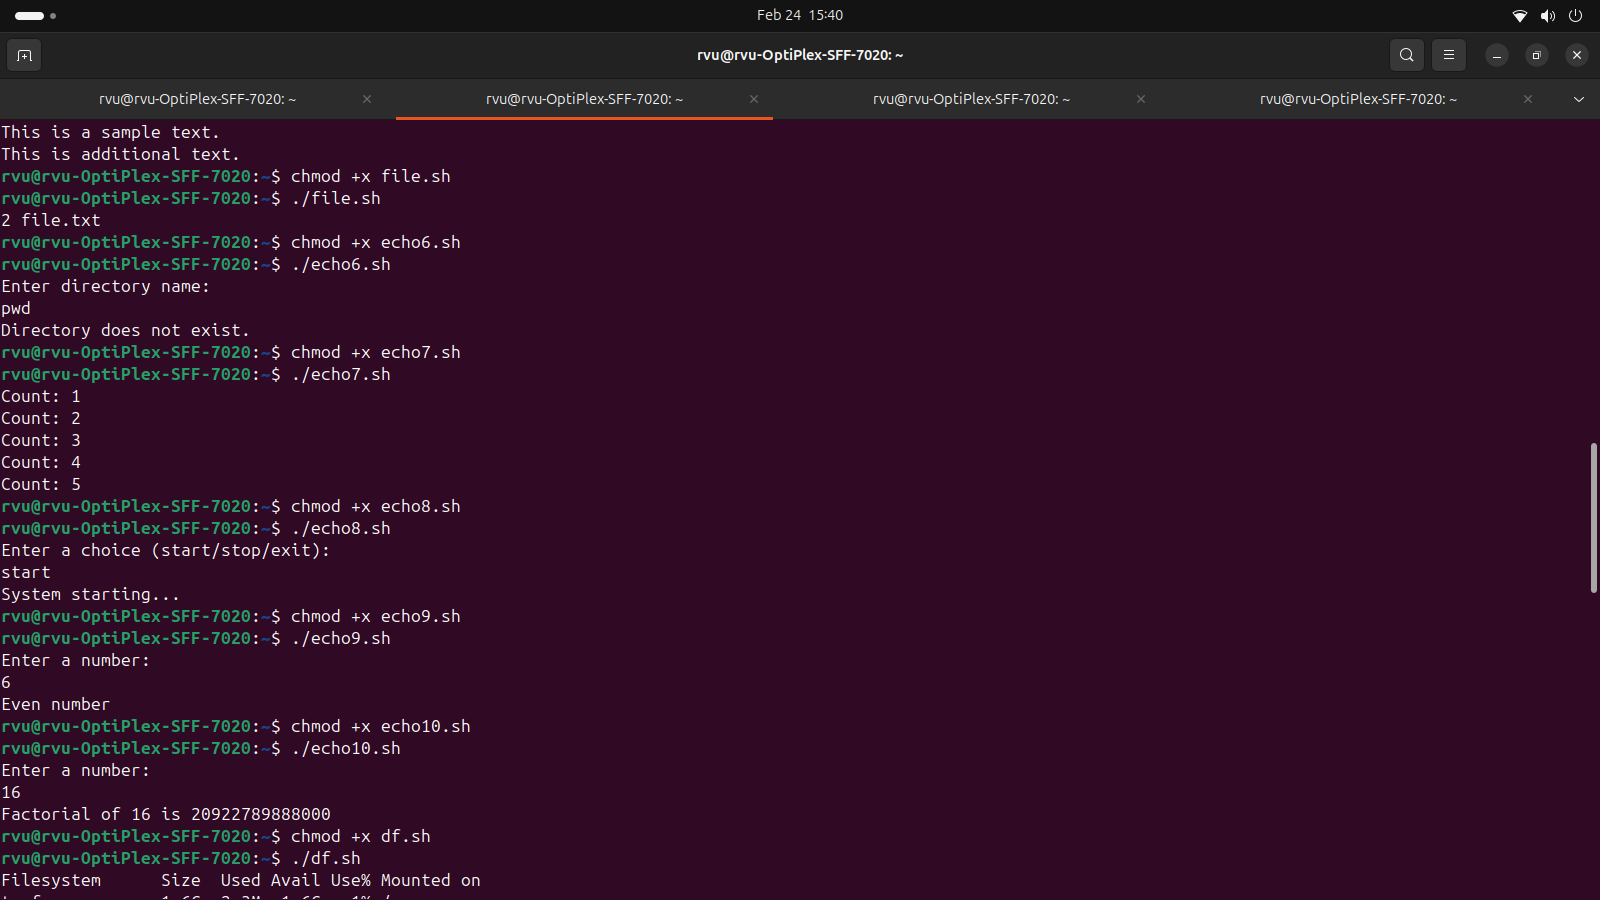 Feb 24 15:40
rvu@rvu-OptiPlex-SFF-7020: ~
rvu@rvu-OptiPlex-SFF-7020: ~ rvu@rvu-OptiPlex-SFF-7020: ~ rvu@rvu-OptiPlex-SFF-7020: ~ rvu@rvu-OptiPlex-SFF-7020: ~
This is a sample text.
This is additional text.
rvu@rvu-OptiPlex-SFF-7020:~$ chmod +x file.sh
rvu@rvu-OptiPlex-SFF-7020:~$ ./file.sh
2 file.txt
rvu@rvu-OptiPlex-SFF-7020:~$ chmod +x echo6.sh
rvu@rvu-OptiPlex-SFF-7020:~$ ./echo6.sh
Enter directory name:
pwd
Directory does not exist.
rvu@rvu-OptiPlex-SFF-7020:~$ chmod +x echo7.sh
rvu@rvu-OptiPlex-SFF-7020:~$ ./echo7.sh
Count: 1
Count: 2
Count: 3
Count: 4
Count: 5
rvu@rvu-OptiPlex-SFF-7020:~$ chmod +x echo8.sh
rvu@rvu-OptiPlex-SFF-7020:~$ ./echo8.sh
Enter a choice (start/stop/exit):
start
System starting...
rvu@rvu-OptiPlex-SFF-7020:~$ chmod +x echo9.sh
rvu@rvu-OptiPlex-SFF-7020:~$ ./echo9.sh
Enter a number:
6
Even number
rvu@rvu-OptiPlex-SFF-7020:~$ chmod +x echo10.sh
rvu@rvu-OptiPlex-SFF-7020:~$ ./echo10.sh
Enter a number:
16
Factorial of 16 is 20922789888000
rvu@rvu-OptiPlex-SFF-7020:~$ chmod +x df.sh
rvu@rvu-OptiPlex-SFF-7020:~$ ./df.sh
Filesystem Size Used Avail Use% Mounted on